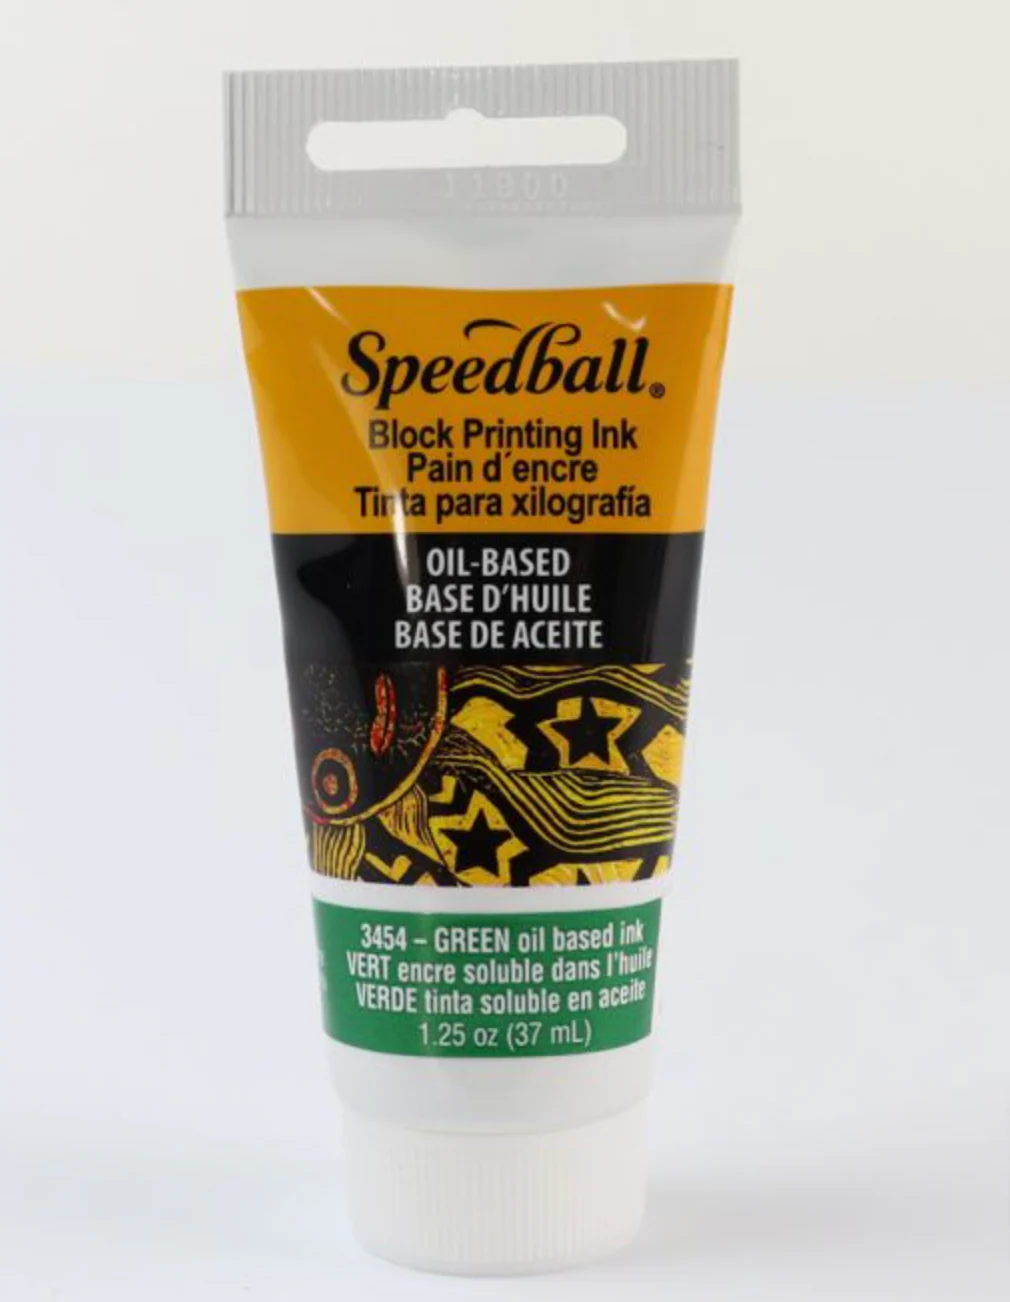 11800
Speedball®
Block Printing Ink
Pain d´encre
Tinta para xilografía
OIL-BASED
BASE D'HUILE
BASE DE ACEITE
3454 – GREEN oil based ink
VERT encre soluble dans l'huile
VERDE tinta soluble en aceite
1.25 oz (37 mL)